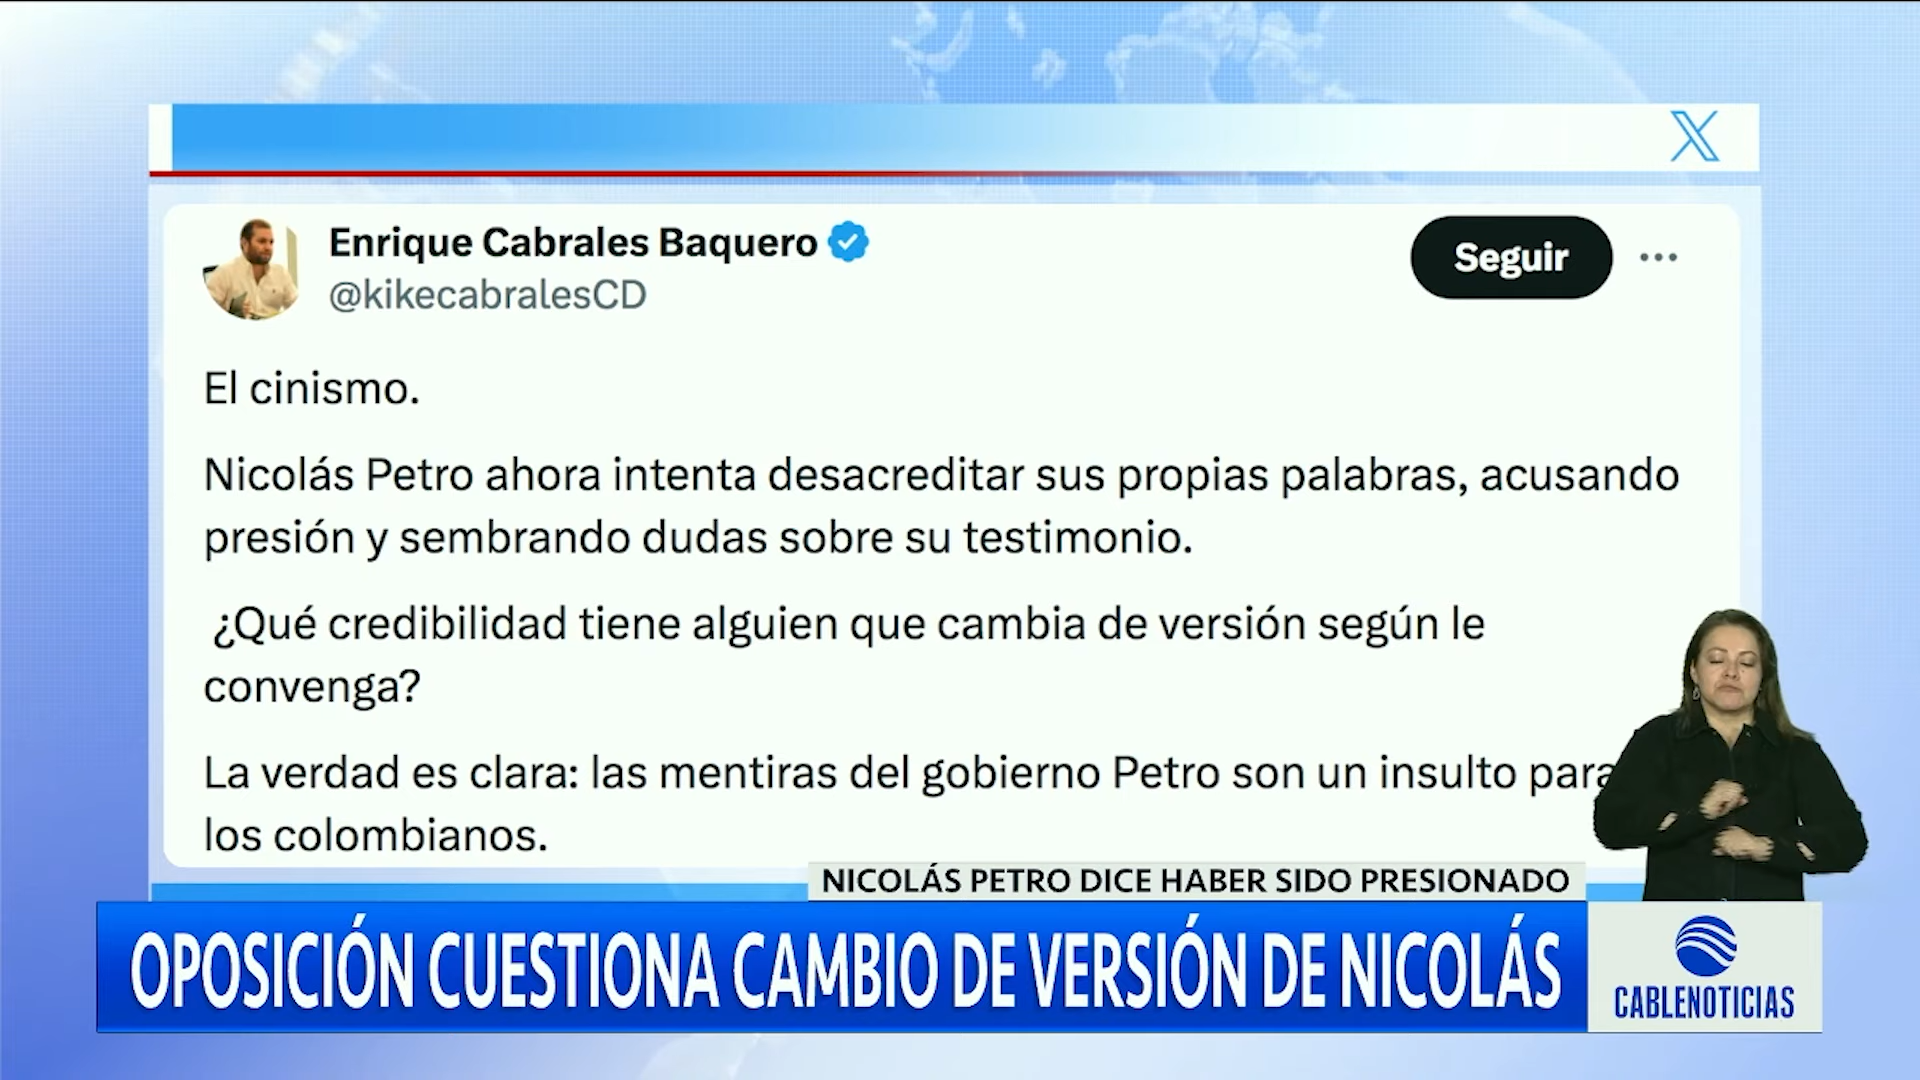 Enrique Cabrales Baquero
@kikecabralesCD
Seguir
El cinismo.
Nicolás Petro ahora intenta desacreditar sus propias palabras, acusando
presión y sembrando dudas sobre su testimonio.
¿Qué credibilidad tiene alguien que cambia de versión según le
convenga?
La verdad es clara: las mentiras del gobierno Petro son un insulto para
los colombianos.
NICOLÁS PETRO DICE HABER SIDO PRESIONADO
OPOSICIÓN CUESTIONA CAMBIO DE VERSIÓN DE NICOLÁS
CABLENOTICIAS